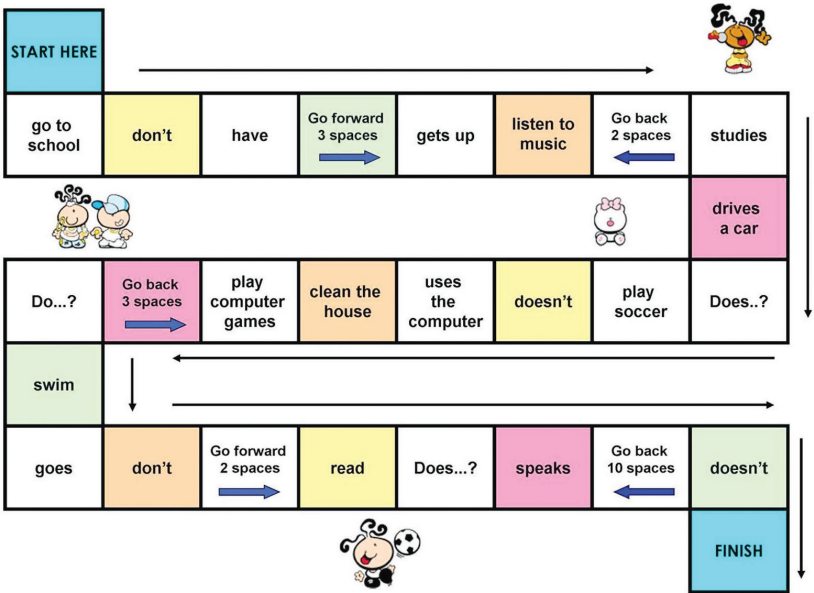 START HERE
go to
school
don't
have
Go forward
3 spaces
gets up
listen to
music
Go back
2 spaces
studies
drives
a car
Do...?
Go back
3 spaces
play
computer
games
clean the
house
uses
the
computer
doesn't
play
soccer
Does..?
swim
goes
don't
Go forward
2 spaces
read
Does...?
speaks
Go back
10 spaces
doesn't
FINISH